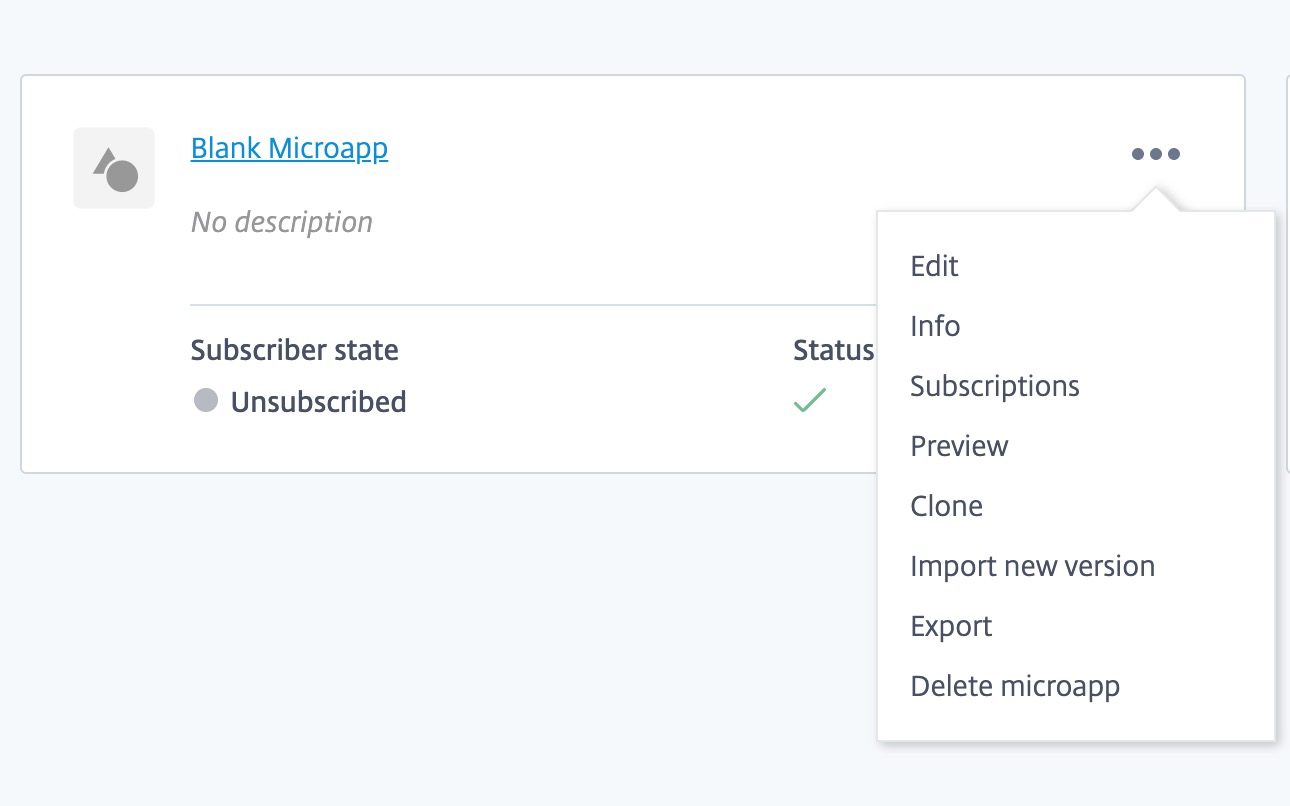 Blank Microapp
No description
Subscriber state
Unsubscribed
Status
Edit
Info
Subscriptions
Preview
Clone
Import new version
Export
Delete microapp